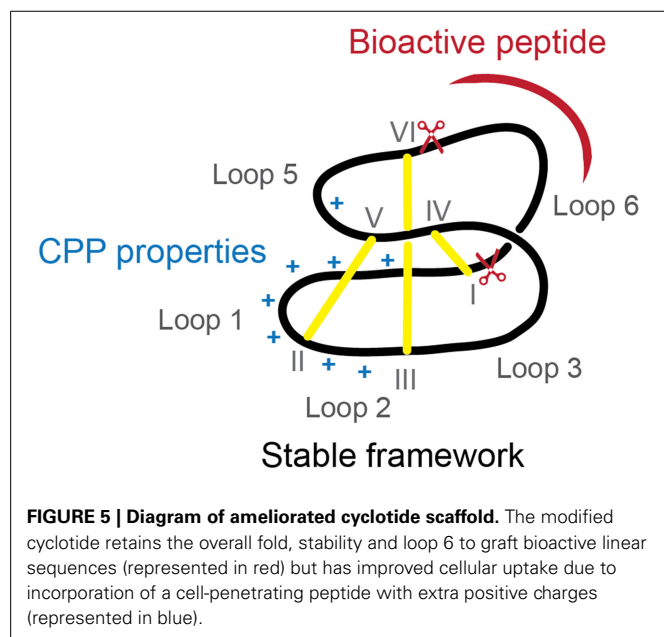 Bioactive peptide
VI
Loop 5
V
IV
Loop 6
CPP properties
+
+ + +
+
I
Loop 1
+
II
+ +
III
Loop 3
Loop 2
Stable framework
FIGURE 5 | Diagram of ameliorated cyclotide scaffold. The modified
cyclotide retains the overall fold, stability and loop 6 to graft bioactive linear
sequences (represented in red) but has improved cellular uptake due to
incorporation of a cell-penetrating peptide with extra positive charges
(represented in blue).